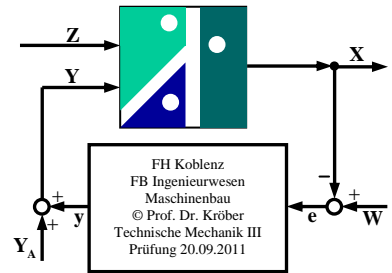 Z
X
Y
FH Koblenz
FB Ingenieurwesen
Maschinenbau
© Prof. Dr. Kröber
Technische Mechanik III
Prüfung 20.09.2011
−
+
+
+
y
e
W
Y_A